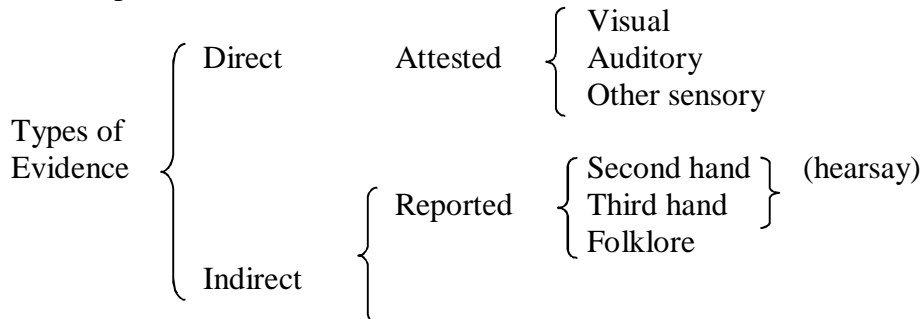 Visual
Direct Attested Auditory
Other sensory
Types of
Evidence Second hand (hearsay)
Reported Third hand
Folklore
Indirect